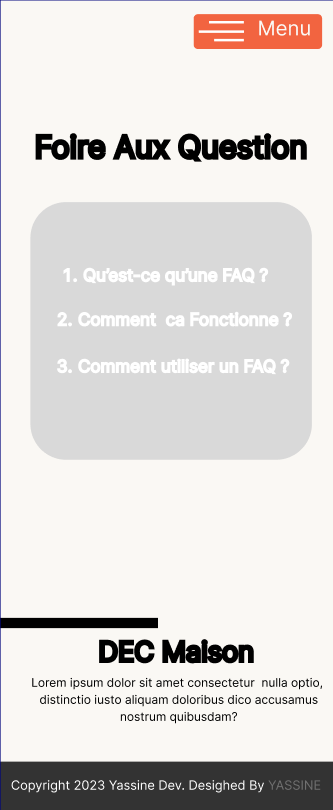 Menu
Foire Aux Question
1. Qu'est-ce qu'une FAQ ?
2. Comment ca Fonctionne ?
3. Comment utiliser un FAQ ?
DEC Maison
Lorem ipsum dolor sit amet consectetur nulla optio,
distinctio iusto aliquam doloribus dico accusamus
nostrum quibusdam?
Copyright 2023 Yassine Dev. Desighed By YASSINE